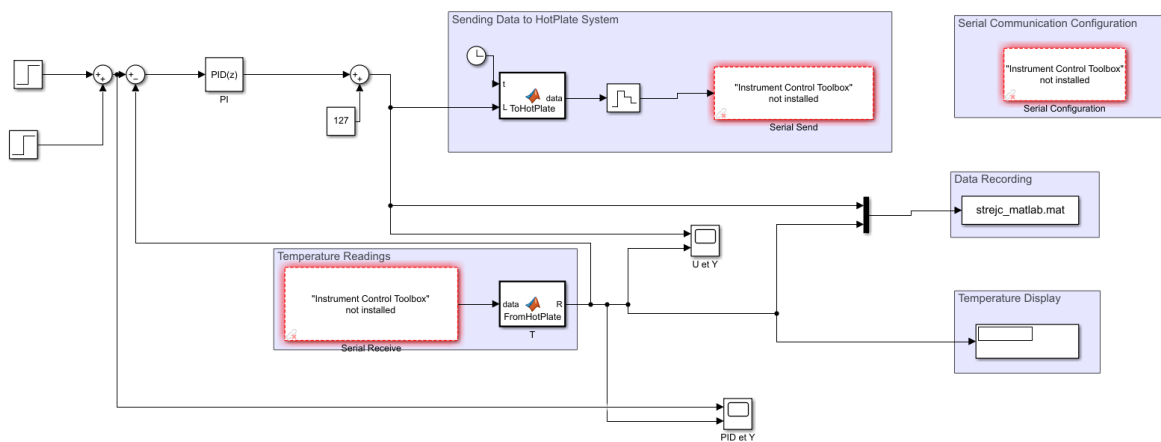 Sending Data to HotPlate System
Serial Communication Configuration
PID(z)
PI
127
t
L
data
ToHotPlate
"Instrument Control Toolbox"
not installed
Serial Send
"Instrument Control Toolbox"
not installed
Serial Configuration
Data Recording
strejc_matlab.mat
U et Y
Temperature Readings
"Instrument Control Toolbox"
not installed
Serial Receive
data
R
FromHotPlate
T
Temperature Display
PID et Y